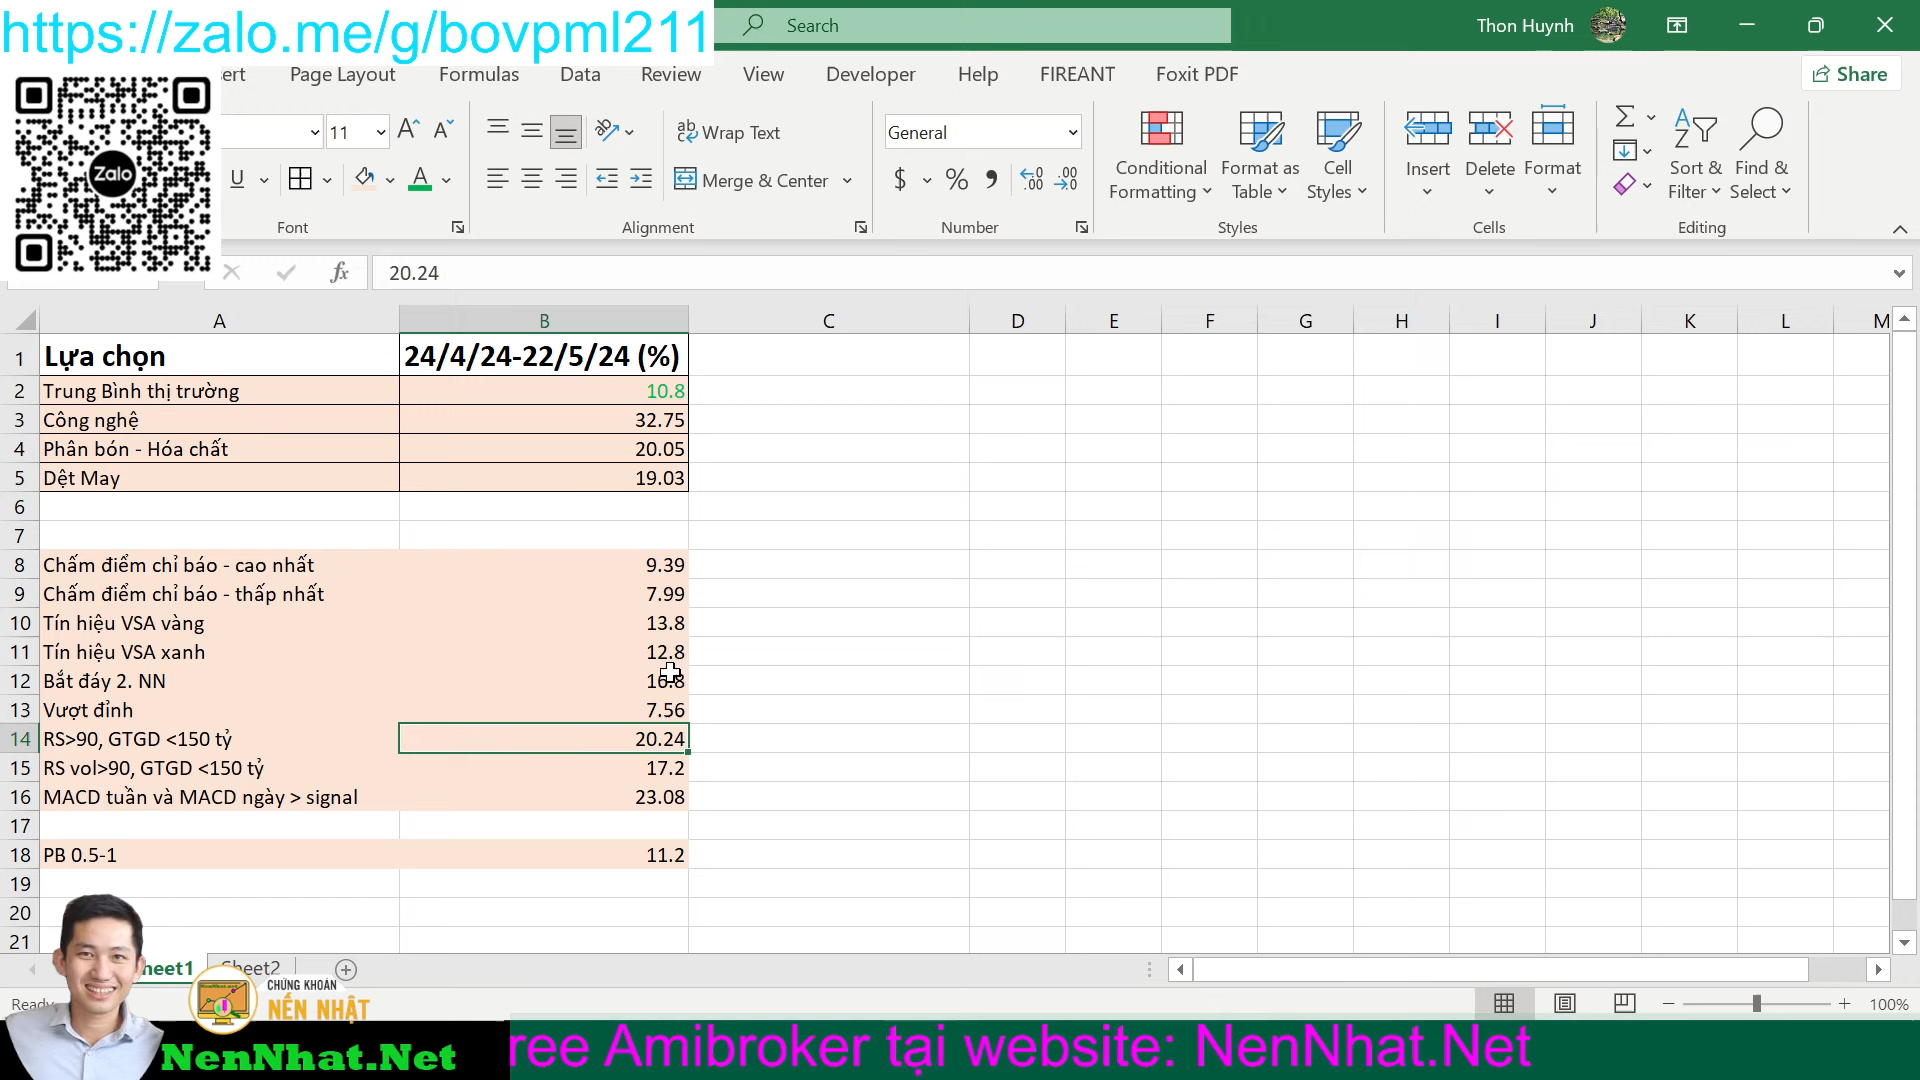 https://zalo.me/g/bovpml211
Search
Thon Huynh
ert Page Layout Formulas Data Review View Developer Help FIREANT Foxit PDF
Share
Zalo
11
Wrap Text
General
Merge & Center
Conditional Formatting
Format as Table
Cell Styles
Insert
Delete
Format
Sort & Filter
Find & Select
Font
Alignment
Number
Styles
Cells
Editing
fx 20.24
A B C D E F G H I J K L M
1 Lựa chọn 24/4/24-22/5/24 (%)
2 Trung Bình thị trường 10.8
3 Công nghệ 32.75
4 Phân bón - Hóa chất 20.05
5 Dệt May 19.03
6
7
8 Chấm điểm chỉ báo - cao nhất 9.39
9 Chấm điểm chỉ báo - thấp nhất 7.99
10 Tín hiệu VSA vàng 13.8
11 Tín hiệu VSA xanh 12.8
12 Bắt đáy 2. NN
13 Vượt đỉnh 7.56
14 RS>90, GTGD <150 tỷ 20.24
15 RS vol>90, GTGD <150 tỷ 17.2
16 MACD tuần và MACD ngày > signal 23.08
17
18 PB 0.5-1 11.2
19
20
21
heet1 Sheet2
Ready
100%
CHỨNG KHOÁN
NẾN NHẬT
NenNhat.Net
ree Amibroker tại website: NenNhat.Net